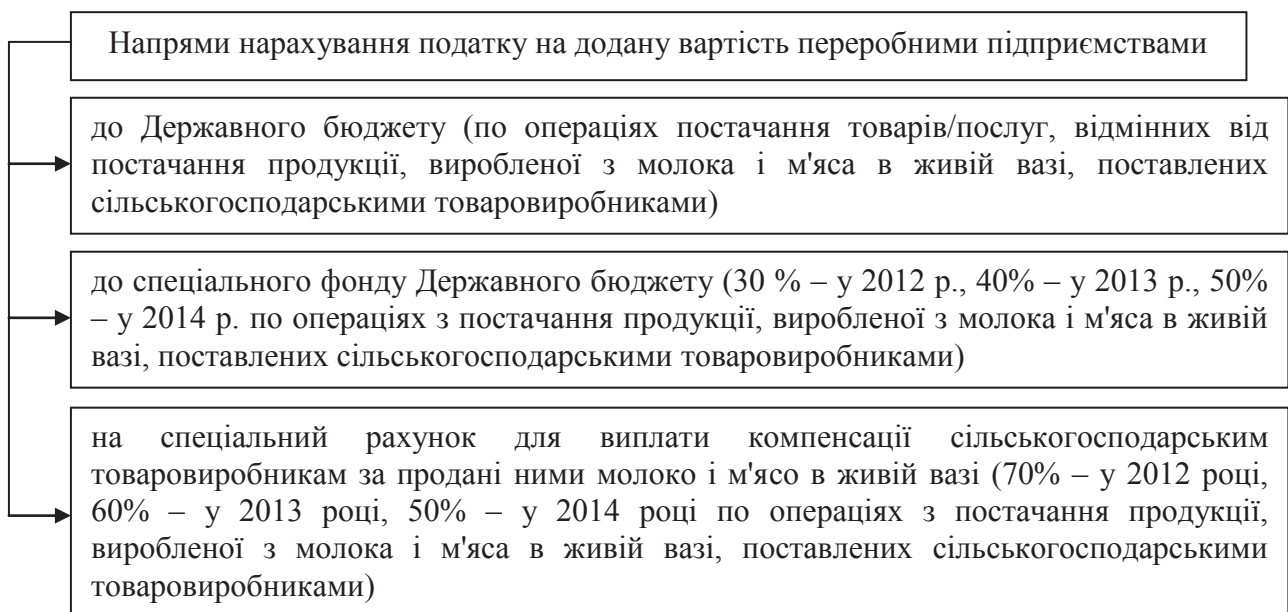 Напрями нарахування податку на додану вартість переробними підприємствами
до Державного бюджету (по операціях постачання товарів/послуг, відмінних від
постачання продукції, виробленої з молока і м'яса в живій вазі, поставлених
сільськогосподарськими товаровиробниками)
до спеціального фонду Державного бюджету (30 % – у 2012 р., 40% – у 2013 р., 50%
– у 2014 р. по операціях з постачання продукції, виробленої з молока і м'яса в живій
вазі, поставлених сільськогосподарськими товаровиробниками)
на спеціальний рахунок для виплати компенсації сільськогосподарським
товаровиробникам за продані ними молоко і м'ясо в живій вазі (70% – у 2012 році,
60% – у 2013 році, 50% – у 2014 році по операціях з постачання продукції,
виробленої з молока і м'яса в живій вазі, поставлених сільськогосподарськими
товаровиробниками)